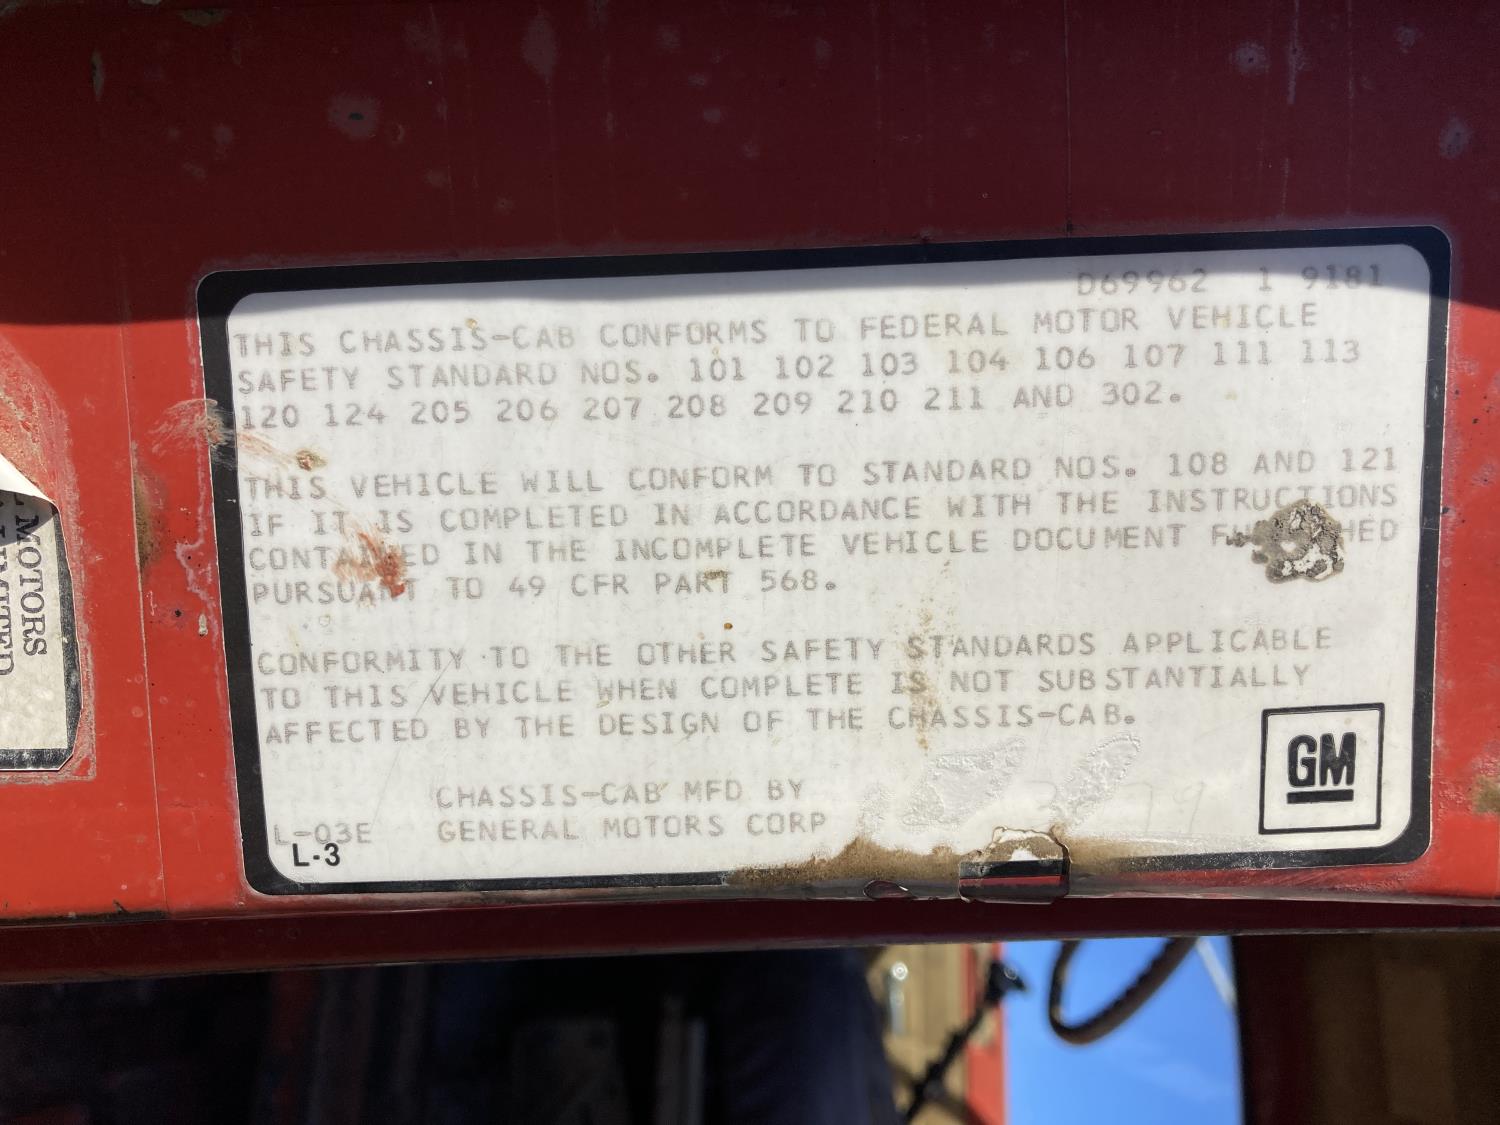 D69962 1 9181
THIS CHASSIS-CAB CONFORMS TO FEDERAL MOTOR VEHICLE
SAFETY STANDARD NOS. 101 102 103 104 106 107 111 113
120 124 205 206 207 208 209 210 211 AND 302.
THIS VEHICLE WILL CONFORM TO STANDARD NOS. 108 AND 121
IF IT IS COMPLETED IN ACCORDANCE WITH THE INSTRUCTIONS
CONTAINED IN THE INCOMPLETE VEHICLE DOCUMENT FURNISHED
PURSUANT TO 49 CFR PART 568.
CONFORMITY TO THE OTHER SAFETY STANDARDS APPLICABLE
TO THIS VEHICLE WHEN COMPLETE IS NOT SUBSTANTIALLY
AFFECTED BY THE DESIGN OF THE CHASSIS-CAB.
CHASSIS-CAB MFD BY
L-03E GENERAL MOTORS CORP
L-3
GM
MOTORS